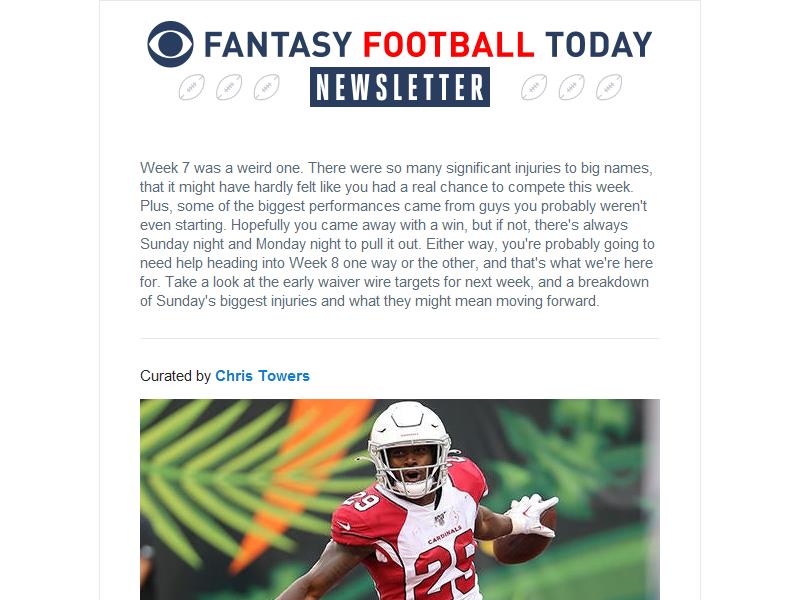 FANTASY FOOTBALL TODAY
NEWSLETTER
Week 7 was a weird one. There were so many significant injuries to big names,
that it might have hardly felt like you had a real chance to compete this week.
Plus, some of the biggest performances came from guys you probably weren't
even starting. Hopefully you came away with a win, but if not, there's always
Sunday night and Monday night to pull it out. Either way, you're probably going to
need help heading into Week 8 one way or the other, and that's what we're here
for. Take a look at the early waiver wire targets for next week, and a breakdown
of Sunday's biggest injuries and what they might mean moving forward.
Curated by Chris Towers
29
29
CARDINALS
29